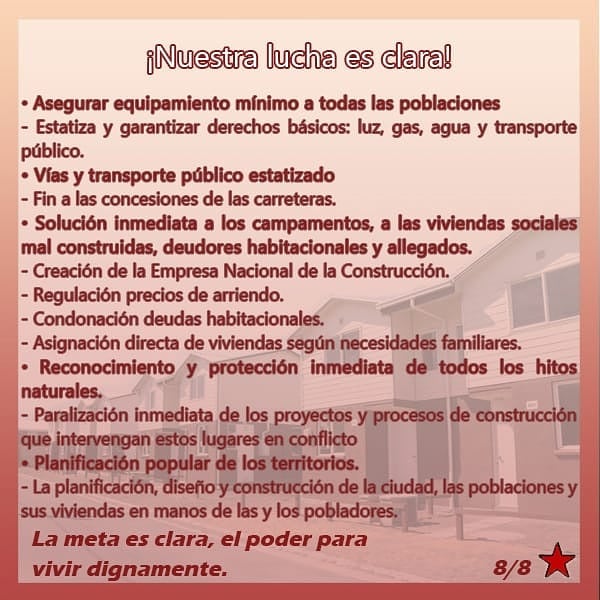 ¡Nuestra lucha es clara!
• Asegurar equipamiento mínimo a todas las poblaciones
- Estatiza y garantizar derechos básicos: luz, gas, agua y transporte
público.
• Vías y transporte público estatizado
- Fin a las concesiones de las carreteras.
• Solución inmediata a los campamentos, a las viviendas sociales
mal construidas, deudores habitacionales y allegados.
- Creación de la Empresa Nacional de la Construcción.
- Regulación precios de arriendo.
- Condonación deudas habitacionales.
- Asignación directa de viviendas según necesidades familiares.
• Reconocimiento y protección inmediata de todos los hitos
naturales.
- Paralización inmediata de los proyectos y procesos de construcción
que intervengan estos lugares en conflicto
• Planificación popular de los territorios.
- La planificación, diseño y construcción de la ciudad, las poblaciones y
sus viviendas en manos de las y los pobladores.
La meta es clara, el poder para
vivir dignamente.
8/8